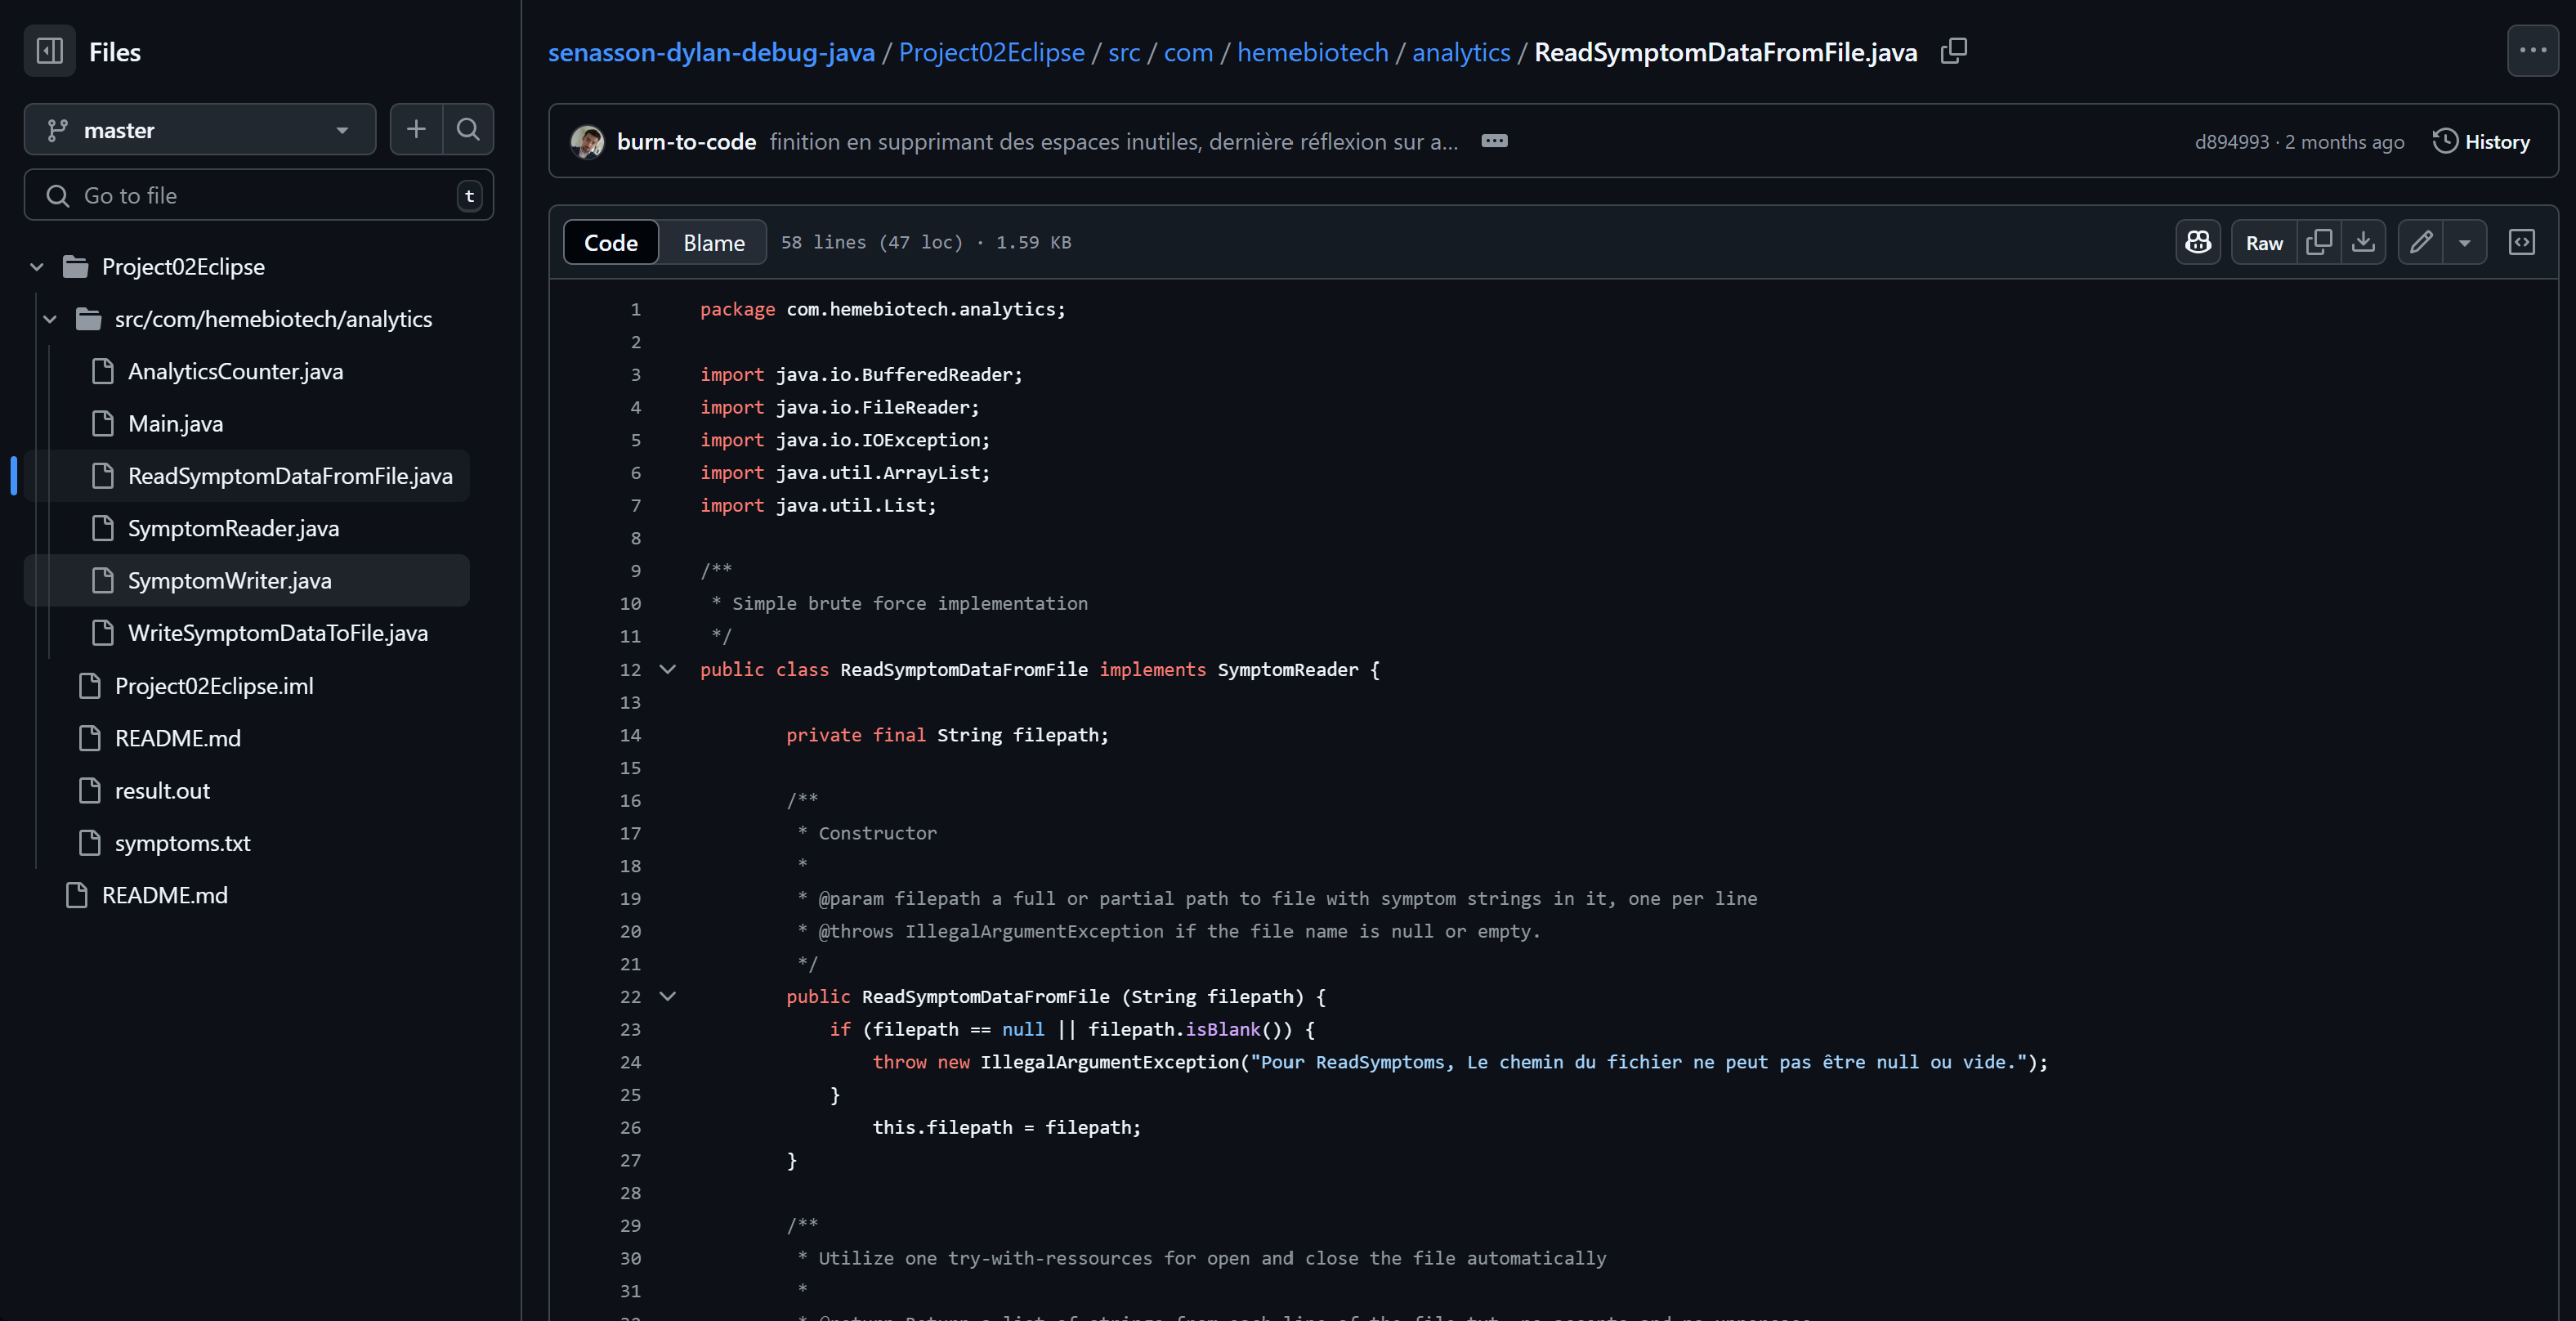 Files
master
Go to file
t
Project02Eclipse
src/com/hemebiotech/analytics
AnalyticsCounter.java
Main.java
ReadSymptomDataFromFile.java
SymptomReader.java
SymptomWriter.java
WriteSymptomDataToFile.java
Project02Eclipse.iml
README.md
result.out
symptoms.txt
README.md
senasson-dylan-debug-java / Project02Eclipse / src / com / hemebiotech / analytics / ReadSymptomDataFromFile.java
burn-to-code finition en supprimant des espaces inutiles, dernière réflexion sur a...
d894993 · 2 months ago History
Code Blame 58 lines (47 loc) · 1.59 KB Raw
1 package com.hemebiotech.analytics;
2
3 import java.io.BufferedReader;
4 import java.io.FileReader;
5 import java.io.IOException;
6 import java.util.ArrayList;
7 import java.util.List;
8
9 /**
10 * Simple brute force implementation
11 */
12 public class ReadSymptomDataFromFile implements SymptomReader {
13
14 private final String filepath;
15
16 /**
17 * Constructor
18 *
19 * @param filepath a full or partial path to file with symptom strings in it, one per line
20 * @throws IllegalArgumentException if the file name is null or empty.
21 */
22 public ReadSymptomDataFromFile (String filepath) {
23 if (filepath == null || filepath.isBlank()) {
24 throw new IllegalArgumentException("Pour ReadSymptoms, Le chemin du fichier ne peut pas être null ou vide.");
25 }
26 this.filepath = filepath;
27 }
28
29 /**
30 * Utilize one try-with-ressources for open and close the file automatically
31 *